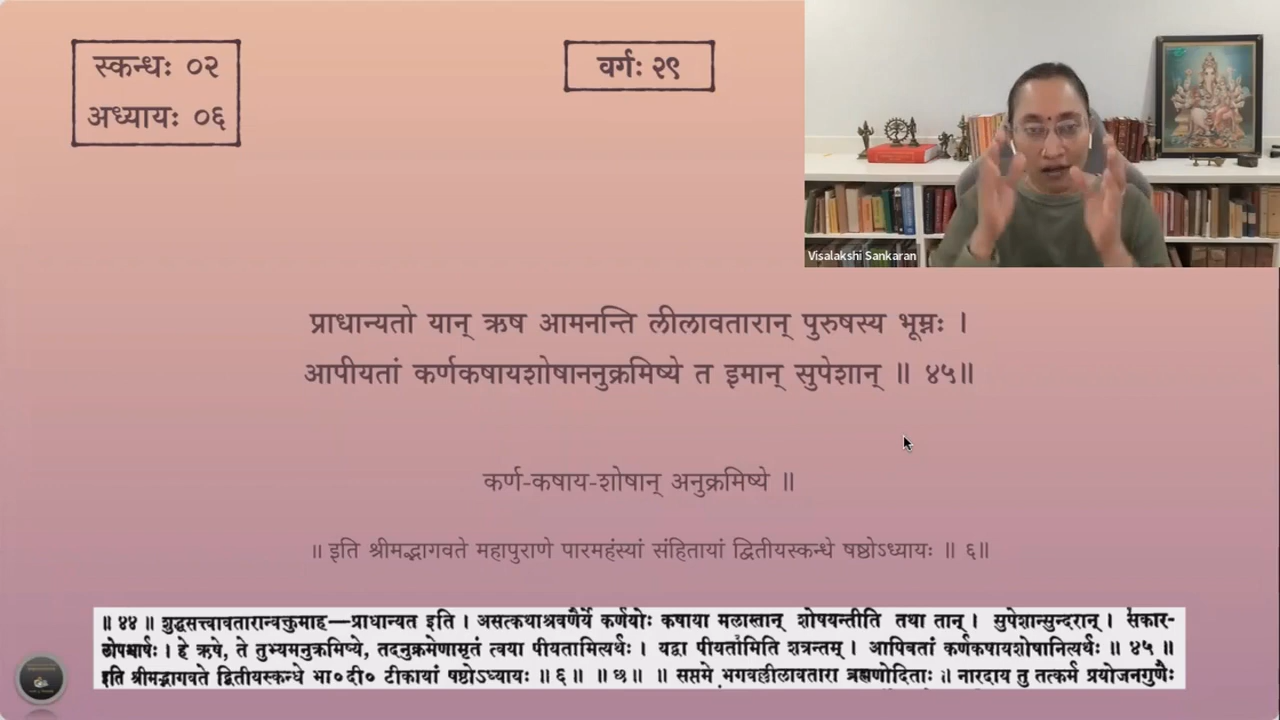 स्कन्धः ०२
अध्यायः ०६
वर्गः २९
Visalakshi Sankaran
प्राधान्यतो यान् ऋष आमनन्ति लीलावतारान् पुरुषस्य भूम्नः ।
आपीयतां कर्णकषायशोषाननुक्रमिष्ये त इमान् सुपेशान् ॥ ४५॥
कर्ण-कषाय-शोषान् अनुक्रमिष्ये ॥
॥ इति श्रीमद्भागवते महापुराणे पारमहंस्यां संहितायां द्वितीयस्कन्धे षष्ठोऽध्यायः ॥ ६॥
॥ ४४ ॥ शुद्धसत्त्वावतारान्वक्तुमाह—प्राधान्यत इति । असत्कथाश्रवणैर्ये कर्णयोः कषाया मलास्तान् शोषयन्तीति तथा तान् । सुपेशान्सुन्दरान् । सकार-
लोपश्चार्षः । हे ऋषे, ते तुभ्यमनुक्रमिष्ये, तदनुक्रमेणामृतं त्वया पीयतामित्यर्थः । यद्वा पीयतामिति शत्रन्तम् । आपिबतां कर्णकषायशोषानित्यर्थः ॥ ४५ ॥
इति श्रीमद्भागवते द्वितीयस्कन्धे भा० दी० टीकायां षष्ठोऽध्यायः ॥ ६ ॥ ॥ छ ॥ ॥ सप्तमे भगवल्लीलावतारा ब्रह्मणोदिताः ॥ नारदाय तु तत्कर्म प्रयोजनगुणैः